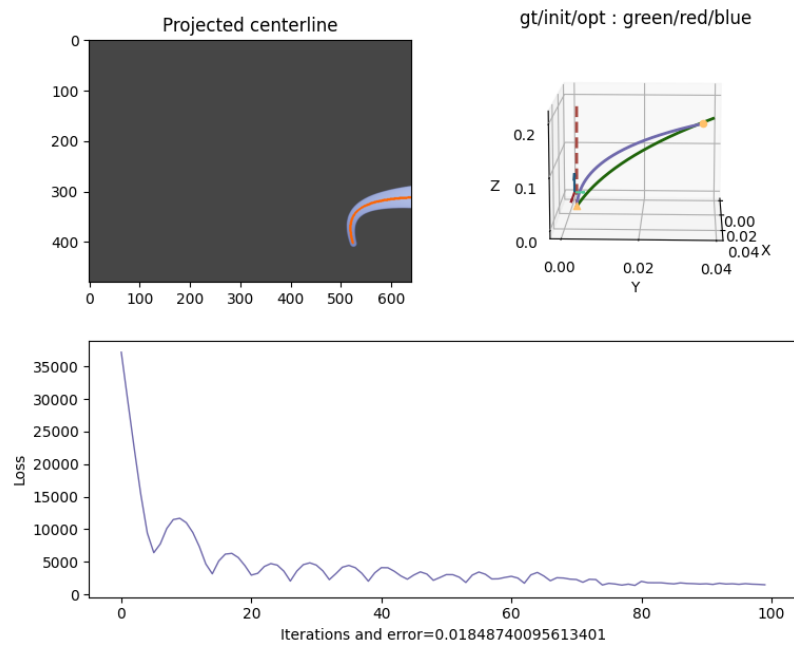 Projected centerline
0
100
200
300
400
0 100 200 300 400 500 600
gt/init/opt : green/red/blue
0.2
Z 0.1
0.0
0.00
0.02
0.04 X
0.00 0.02 0.04
Y
35000
30000
25000
20000
15000
10000
5000
0
Loss
0 20 40 60 80 100
Iterations and error=0.01848740095613401